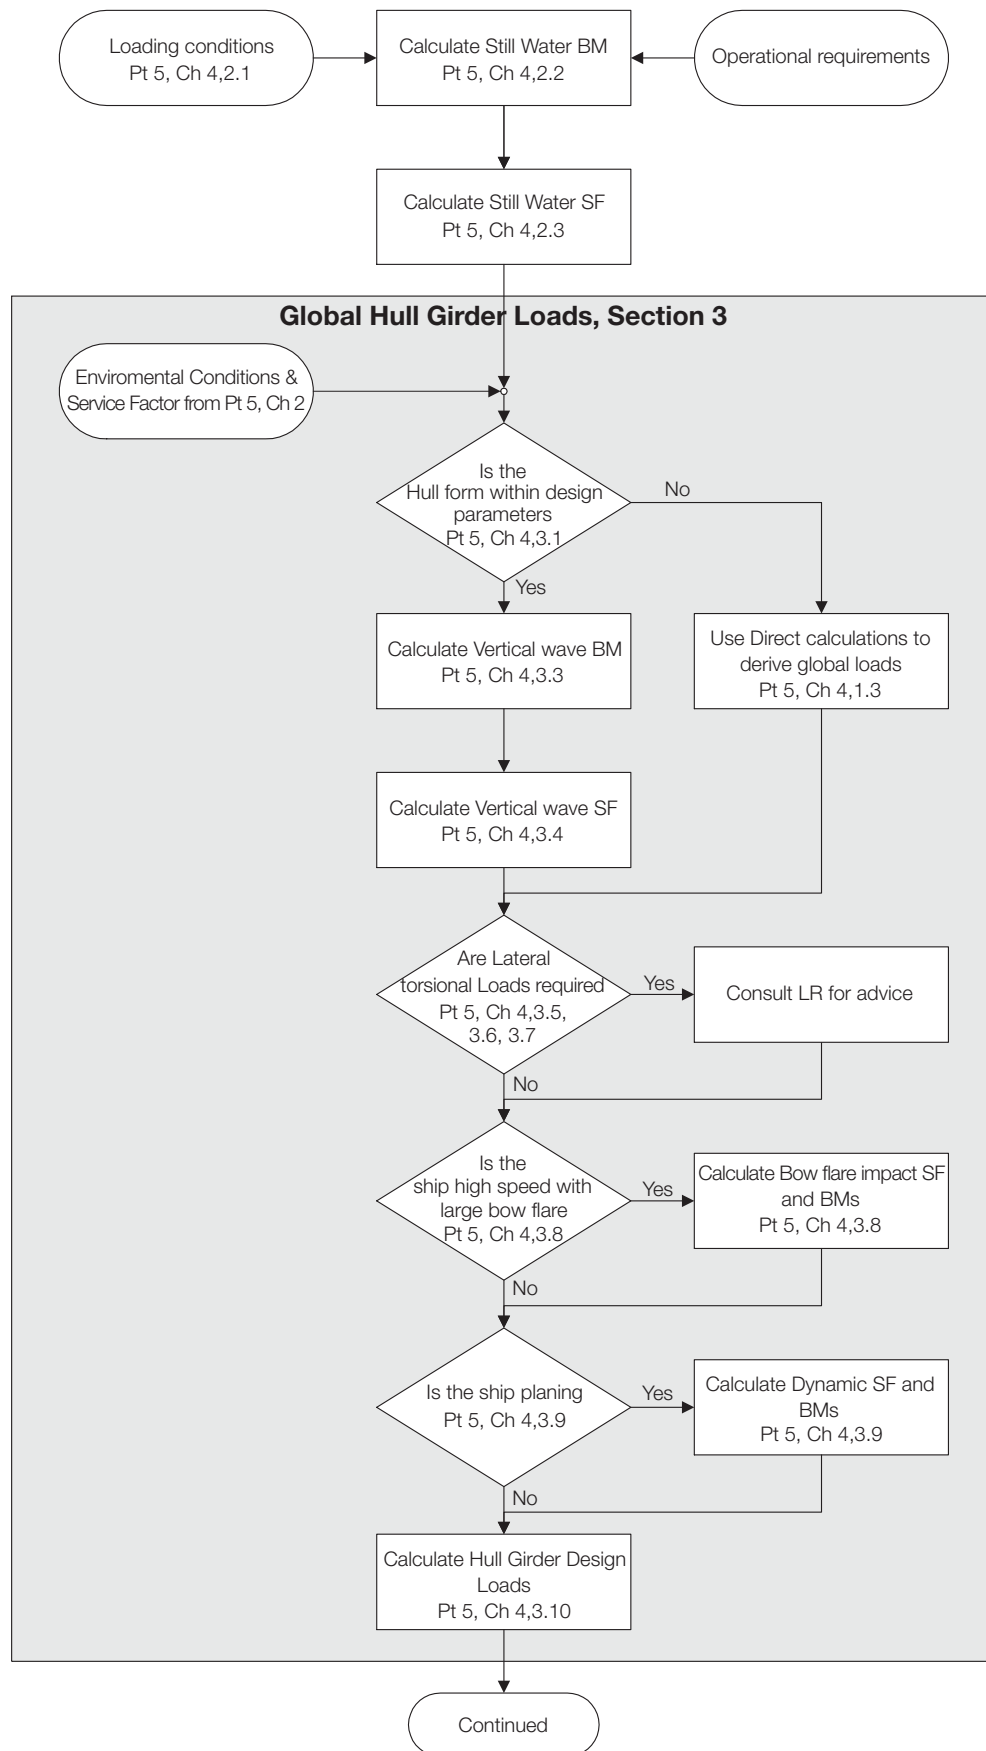 Loading conditions
Pt 5, Ch 4,2.1
Calculate Still Water BM
Pt 5, Ch 4,2.2
Operational requirements
Calculate Still Water SF
Pt 5, Ch 4,2.3
Global Hull Girder Loads, Section 3
Enviromental Conditions &
Service Factor from Pt 5, Ch 2
Is the
Hull form within design
parameters
Pt 5, Ch 4,3.1
No
Yes
Calculate Vertical wave BM
Pt 5, Ch 4,3.3
Use Direct calculations to
derive global loads
Pt 5, Ch 4,1.3
Calculate Vertical wave SF
Pt 5, Ch 4,3.4
Are Lateral
torsional Loads required
Pt 5, Ch 4,3.5,
3.6, 3.7
Yes
Consult LR for advice
No
Is the
ship high speed with
large bow flare
Pt 5, Ch 4,3.8
Yes
Calculate Bow flare impact SF
and BMs
Pt 5, Ch 4,3.8
No
Is the ship planing
Pt 5, Ch 4,3.9
Yes
Calculate Dynamic SF and
BMs
Pt 5, Ch 4,3.9
No
Calculate Hull Girder Design
Loads
Pt 5, Ch 4,3.10
Continued